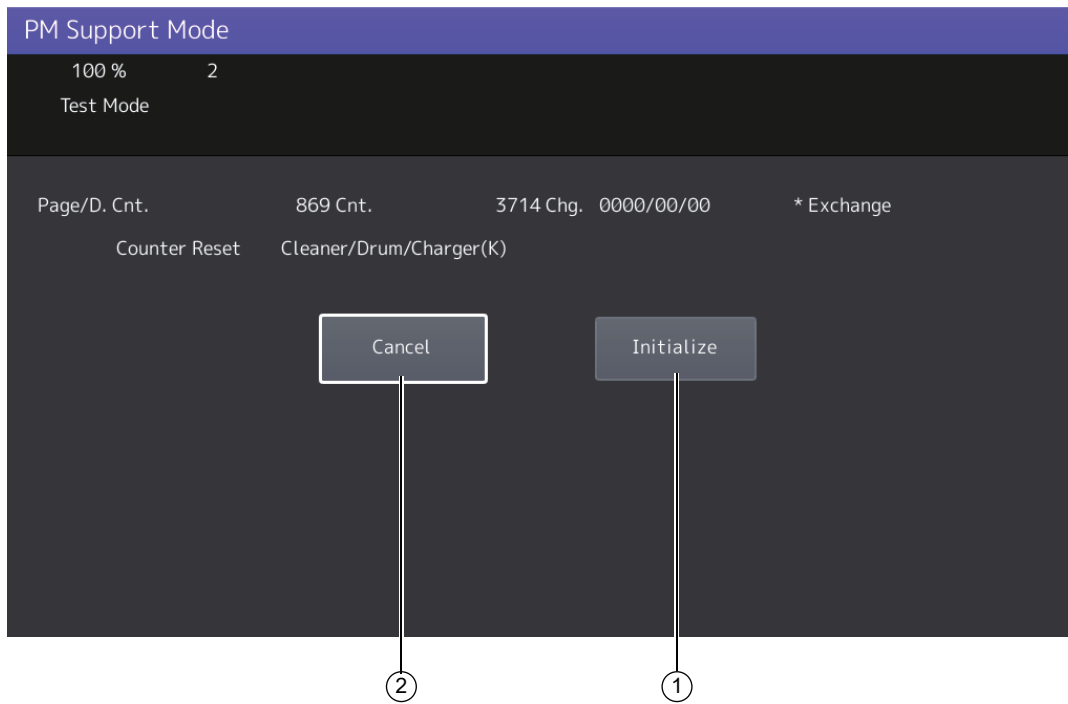 PM Support Mode
100 % 2
Test Mode
Page/D. Cnt. 869 Cnt. 3714 Chg. 0000/00/00 * Exchange
Counter Reset Cleaner/Drum/Charger(K)
Cancel Initialize
2 1